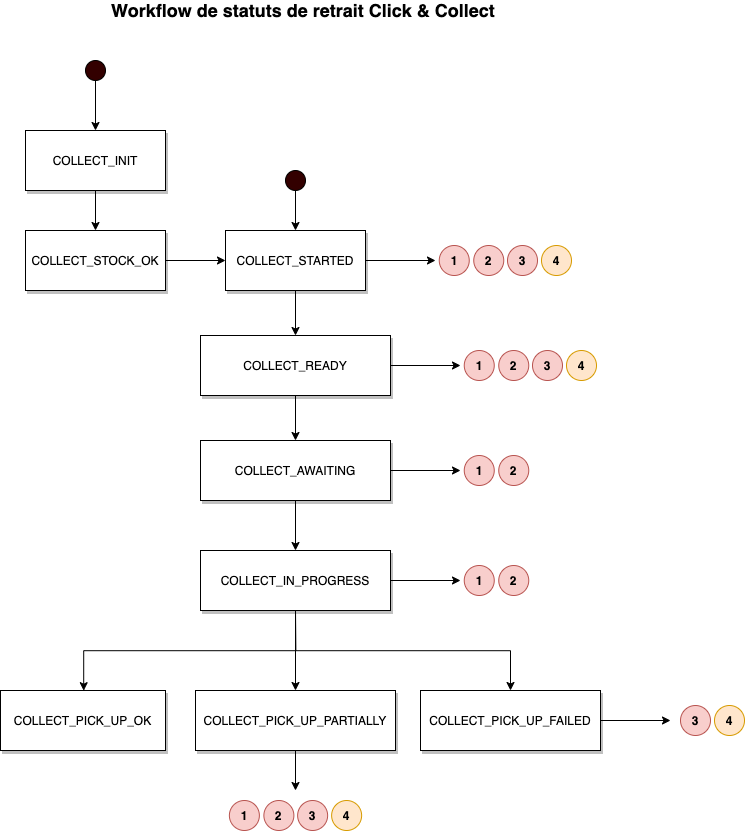 Workflow de statuts de retrait Click & Collect
COLLECT_INIT
COLLECT_STOCK_OK
COLLECT_STARTED
1 2 3 4
COLLECT_READY
1 2 3 4
COLLECT_AWAITING
1 2
COLLECT_IN_PROGRESS
1 2
COLLECT_PICK_UP_OK
COLLECT_PICK_UP_PARTIALLY
COLLECT_PICK_UP_FAILED
3 4
1 2 3 4